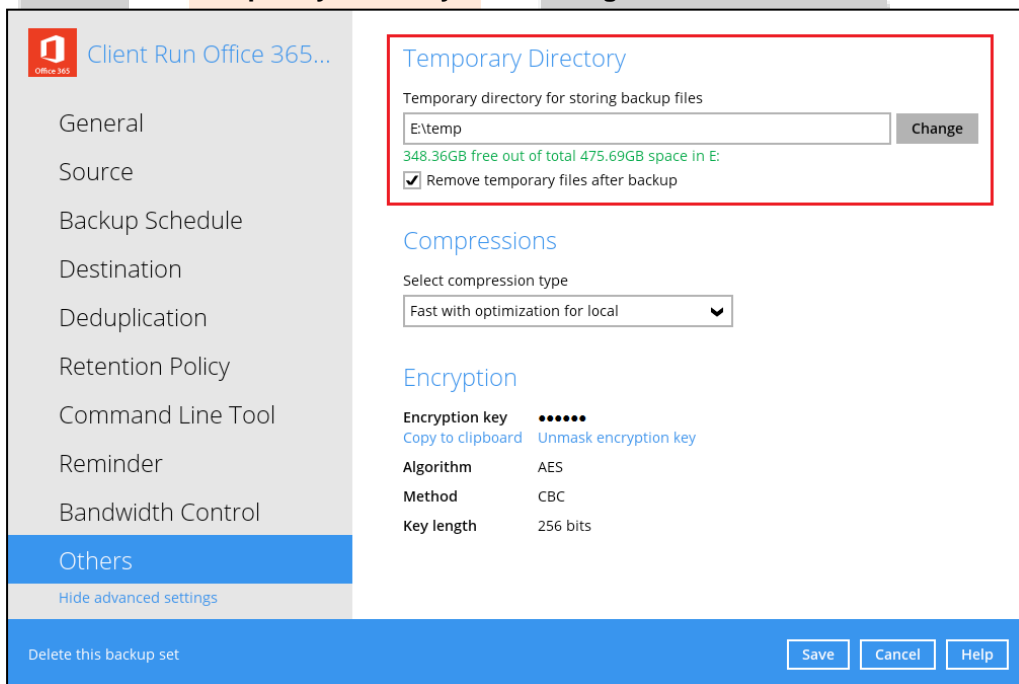 Office 365
Client Run Office 365...
General
Source
Backup Schedule
Destination
Deduplication
Retention Policy
Command Line Tool
Reminder
Bandwidth Control
Others
Hide advanced settings
Temporary Directory
Temporary directory for storing backup files
E:\temp
Change
348.36GB free out of total 475.69GB space in E:
Remove temporary files after backup
Compressions
Select compression type
Fast with optimization for local
Encryption
Encryption key ●●●●●●
Copy to clipboard Unmask encryption key
Algorithm AES
Method CBC
Key length 256 bits
Delete this backup set
Save Cancel Help